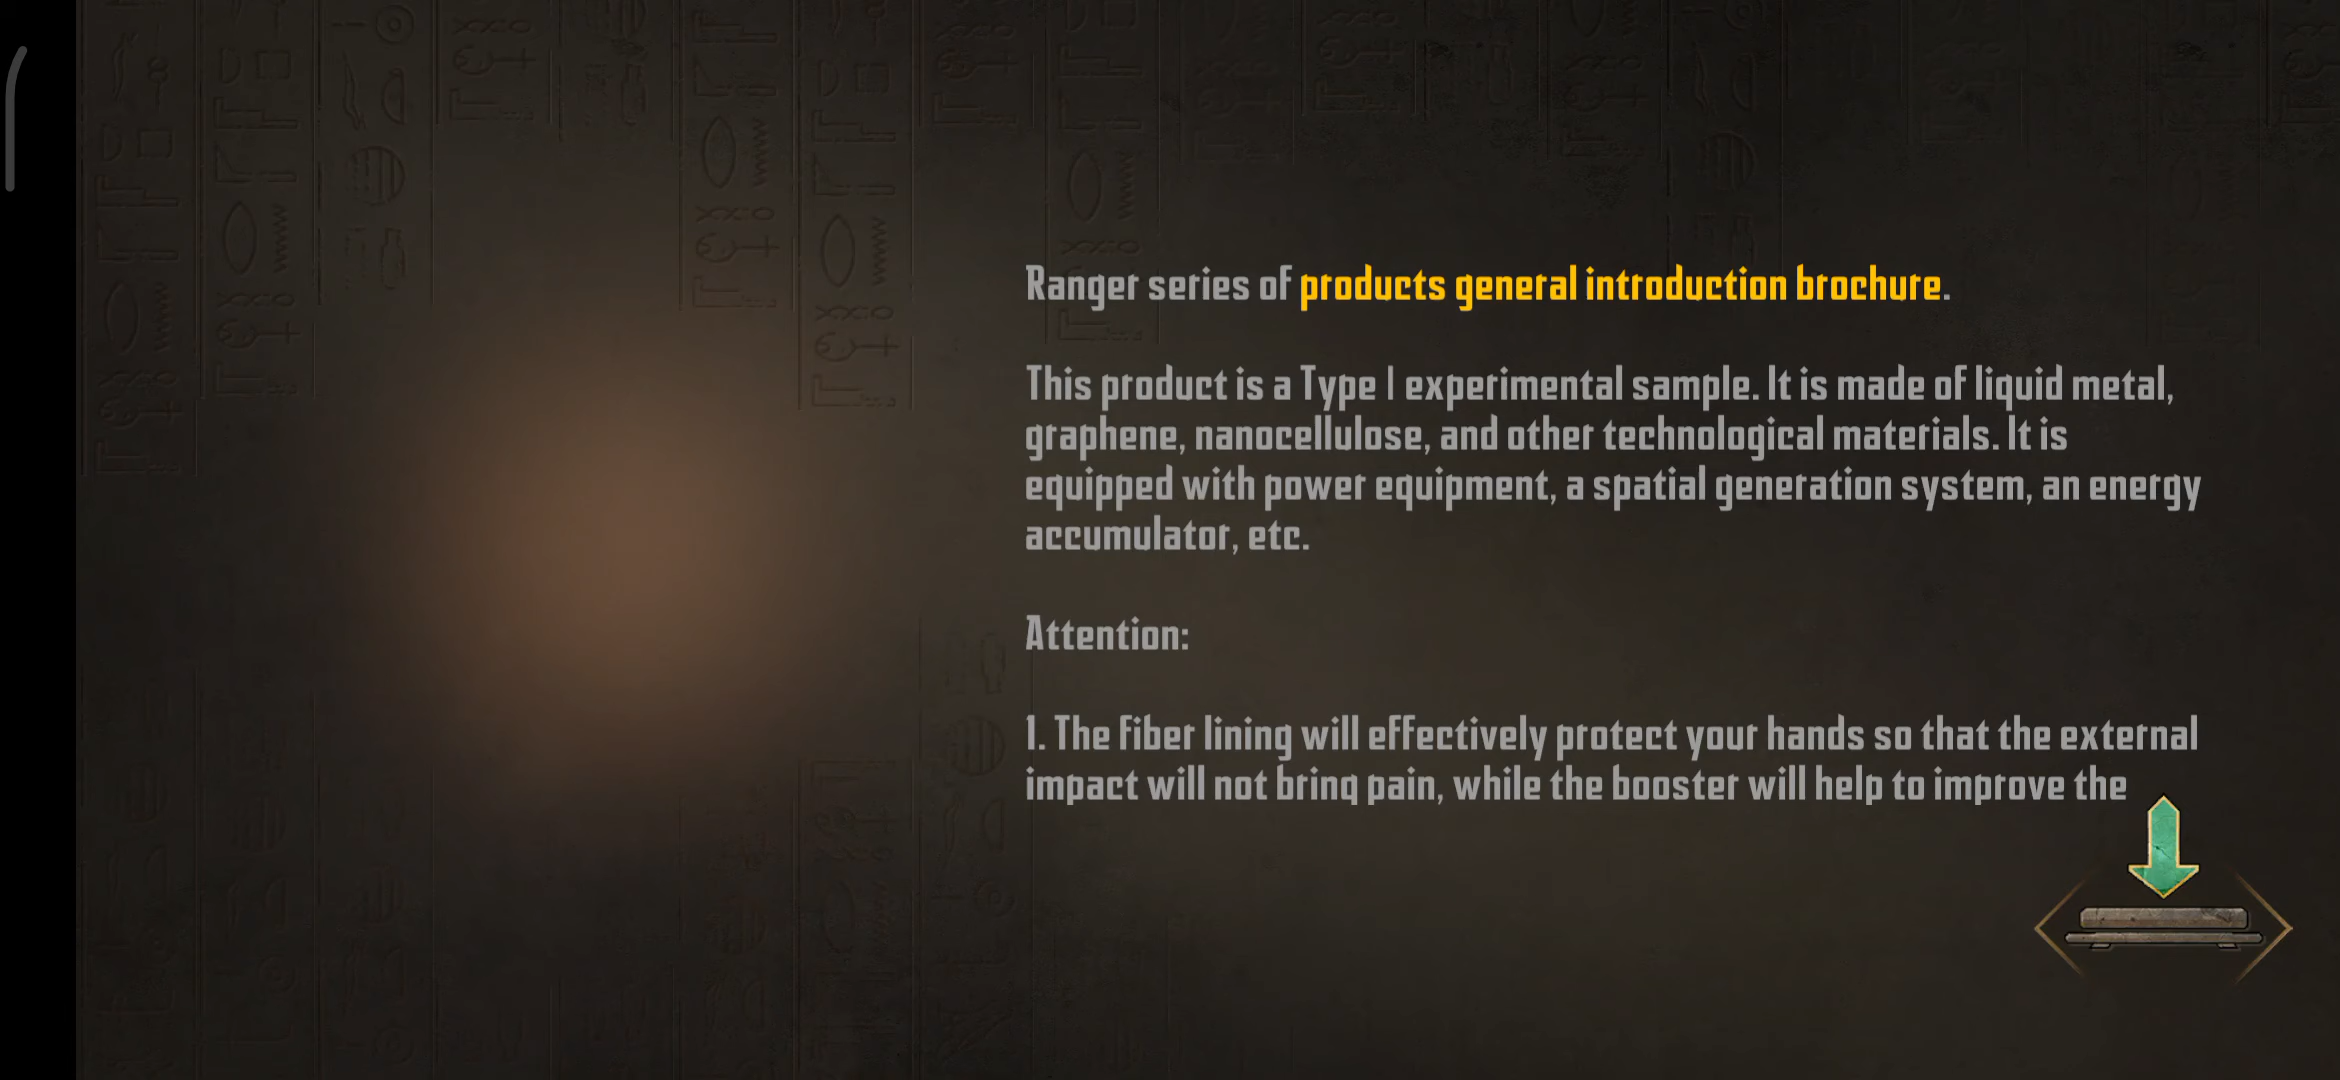 Ranger series of products general introduction brochure.
This product is a Type I experimental sample. It is made of liquid metal,
graphene, nanocellulose, and other technological materials. It is
equipped with power equipment, a spatial generation system, an energy
accumulator, etc.
Attention:
1. The fiber lining will effectively protect your hands so that the external
impact will not bring pain, while the booster will help to improve the